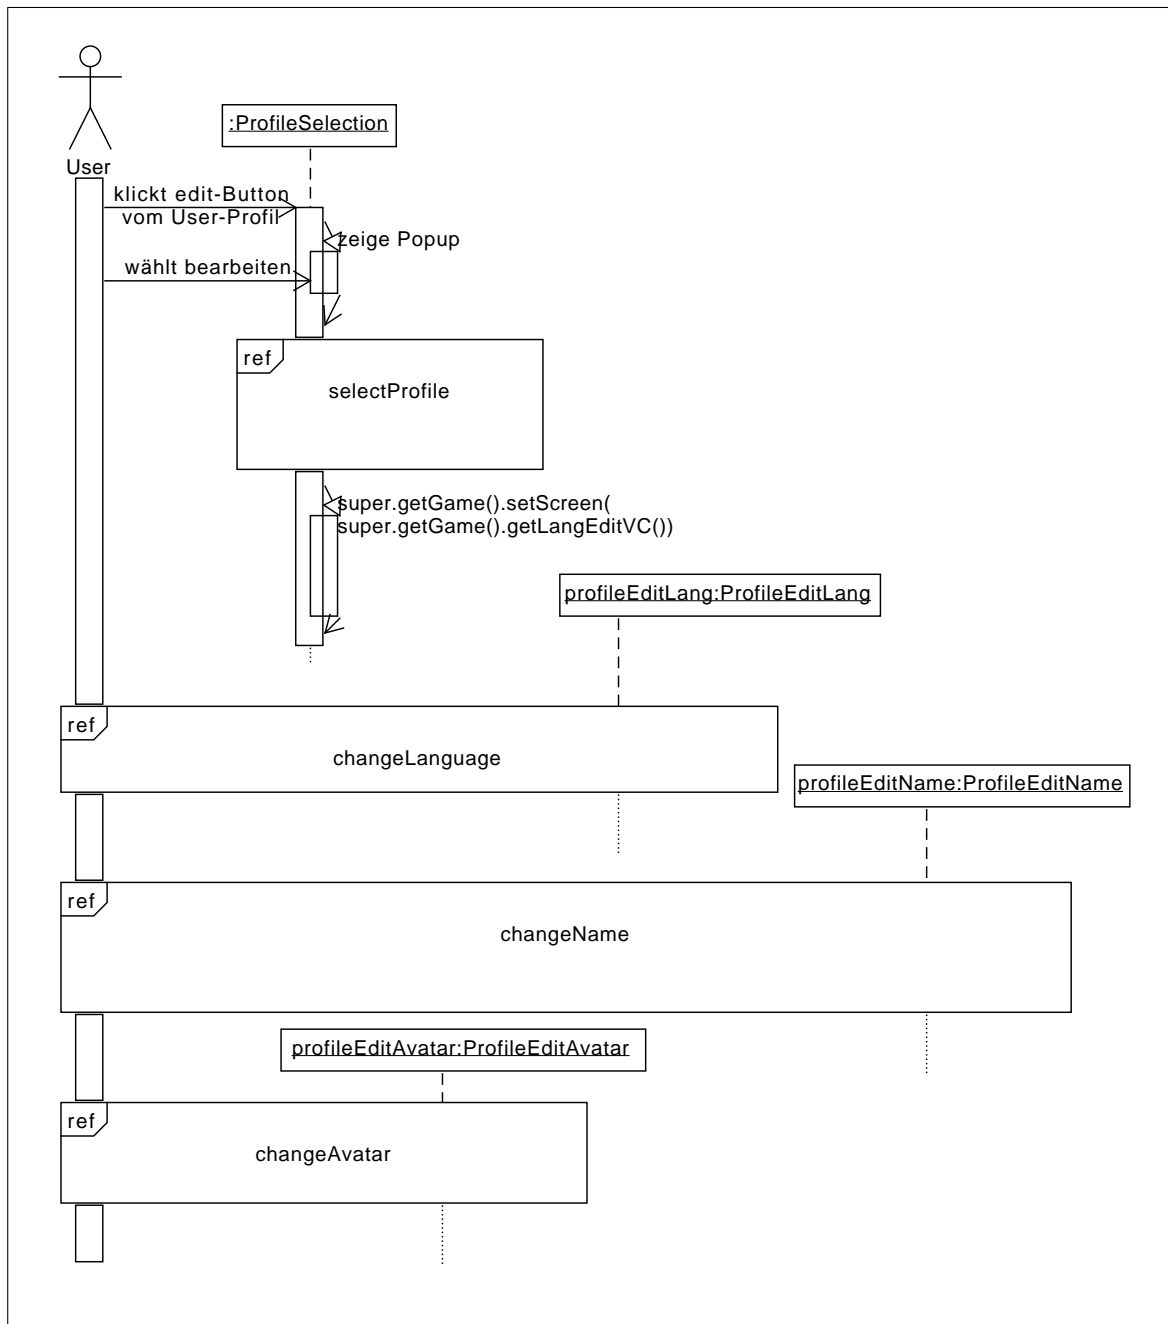 :ProfileSelection
User
klickt edit-Button
vom User-Profil
zeige Popup
wählt bearbeiten
ref
selectProfile
super.getGame().setScreen(
super.getGame().getLangEditVC())
profileEditLang:ProfileEditLang
ref
changeLanguage
profileEditName:ProfileEditName
ref
changeName
profileEditAvatar:ProfileEditAvatar
ref
changeAvatar